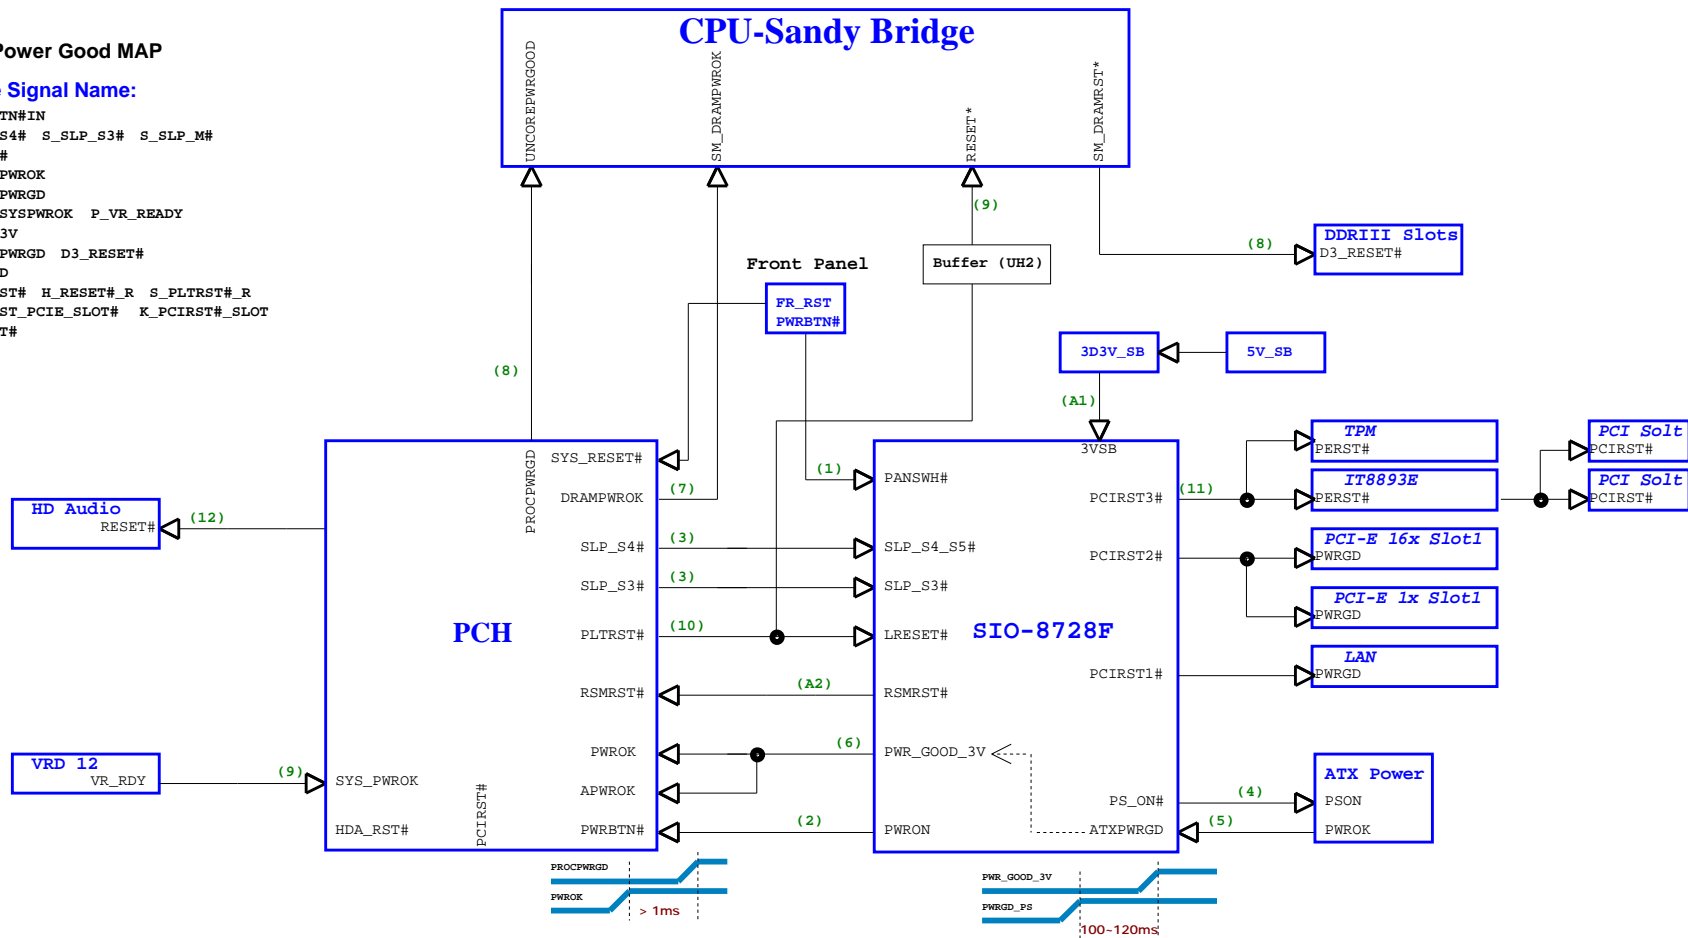 CPU-Sandy Bridge
UNCOREPWRGOOD
SM_DRAMPWROK
RESET*
SM_DRAMRST*
Power Good MAP
Signal Name:
TN#IN
S4# S_SLP_S3# S_SLP_M#
#
PWROK
PWRGD
SYSPWROK P_VR_READY
3V
PWRGD D3_RESET#
D
ST# H_RESET#_R S_PLTRST#_R
ST_PCIE_SLOT# K_PCIRST#_SLOT
T#
(9)
DDRIII Slots
(8)
D3_RESET#
Front Panel
Buffer (UH2)
FR_RST
PWRBTN#
3D3V_SB
5V_SB
(8)
(A1)
PROCPWRGD
SYS_RESET#
(1)
PANSWH#
3VSB
TPM
PERST#
PCI Solt
PCIRST#
DRAMPWROK
(7)
PCIRST3#
(11)
IT8893E
PERST#
PCI Solt
PCIRST#
HD Audio
RESET#
(12)
SLP_S4#
(3)
SLP_S4_S5#
PCIRST2#
PCI-E 16x Slot1
PWRGD
SLP_S3#
(3)
SLP_S3#
PCI-E 1x Slot1
PWRGD
PCH
PLTRST#
(10)
LRESET#
SIO-8728F
LAN
PWRGD
PCIRST1#
RSMRST#
(A2)
RSMRST#
PWROK
(6)
PWR_GOOD_3V
VRD 12
VR_RDY
(9)
SYS_PWROK
APWROK
PS_ON#
(4)
ATX Power
PSON
HDA_RST#
PCIRST#
PWRBTN#
(2)
PWRON
ATXPWRGD
(5)
PWROK
PROCPWRGD
PWROK
> 1ms
PWR_GOOD_3V
PWRGD_PS
100~120ms